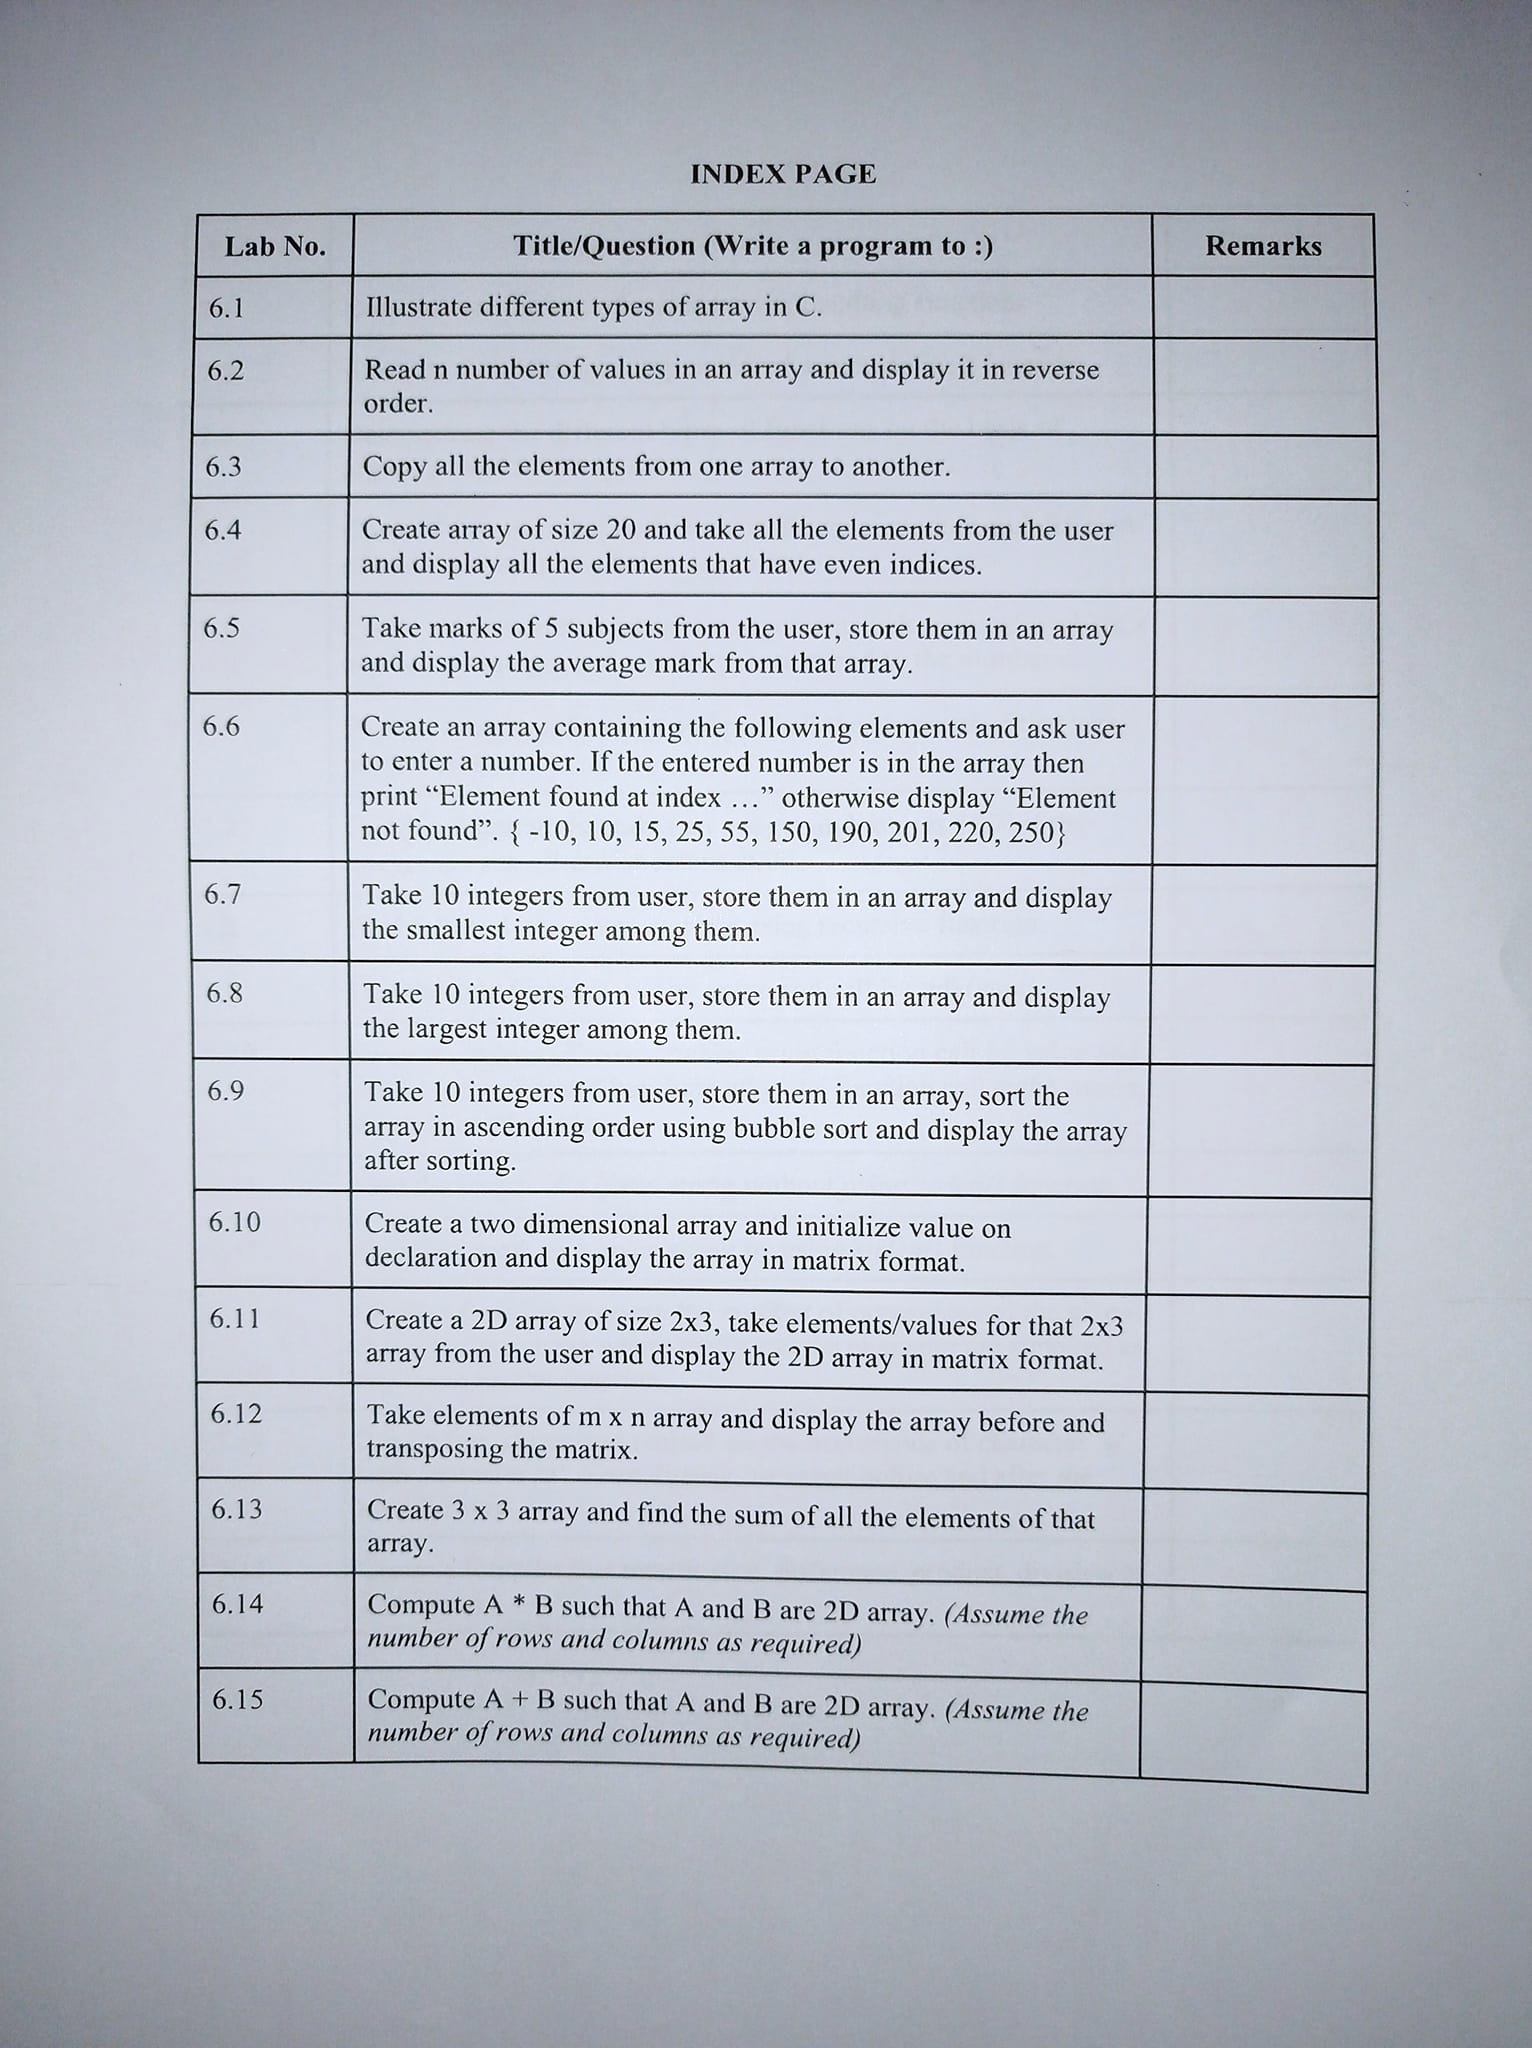 INDEX PAGE
Lab No.
Title/Question (Write a program to :)
Remarks
6.1
Illustrate different types of array in C.
6.2
Read n number of values in an array and display it in reverse
order.
6.3
Copy all the elements from one array to another.
6.4
Create array of size 20 and take all the elements from the user
and display all the elements that have even indices.
6.5
Take marks of 5 subjects from the user, store them in an array
and display the average mark from that array.
6.6
Create an array containing the following elements and ask user
to enter a number. If the entered number is in the array then
print “Element found at index …” otherwise display “Element
not found”. { -10, 10, 15, 25, 55, 150, 190, 201, 220, 250}
6.7
Take 10 integers from user, store them in an array and display
the smallest integer among them.
6.8
Take 10 integers from user, store them in an array and display
the largest integer among them.
6.9
Take 10 integers from user, store them in an array, sort the
array in ascending order using bubble sort and display the array
after sorting.
6.10
Create a two dimensional array and initialize value on
declaration and display the array in matrix format.
6.11
Create a 2D array of size 2x3, take elements/values for that 2x3
array from the user and display the 2D array in matrix format.
6.12
Take elements of m x n array and display the array before and
transposing the matrix.
6.13
Create 3 x 3 array and find the sum of all the elements of that
array.
6.14
Compute A * B such that A and B are 2D array. (Assume the
number of rows and columns as required)
6.15
Compute A + B such that A and B are 2D array. (Assume the
number of rows and columns as required)